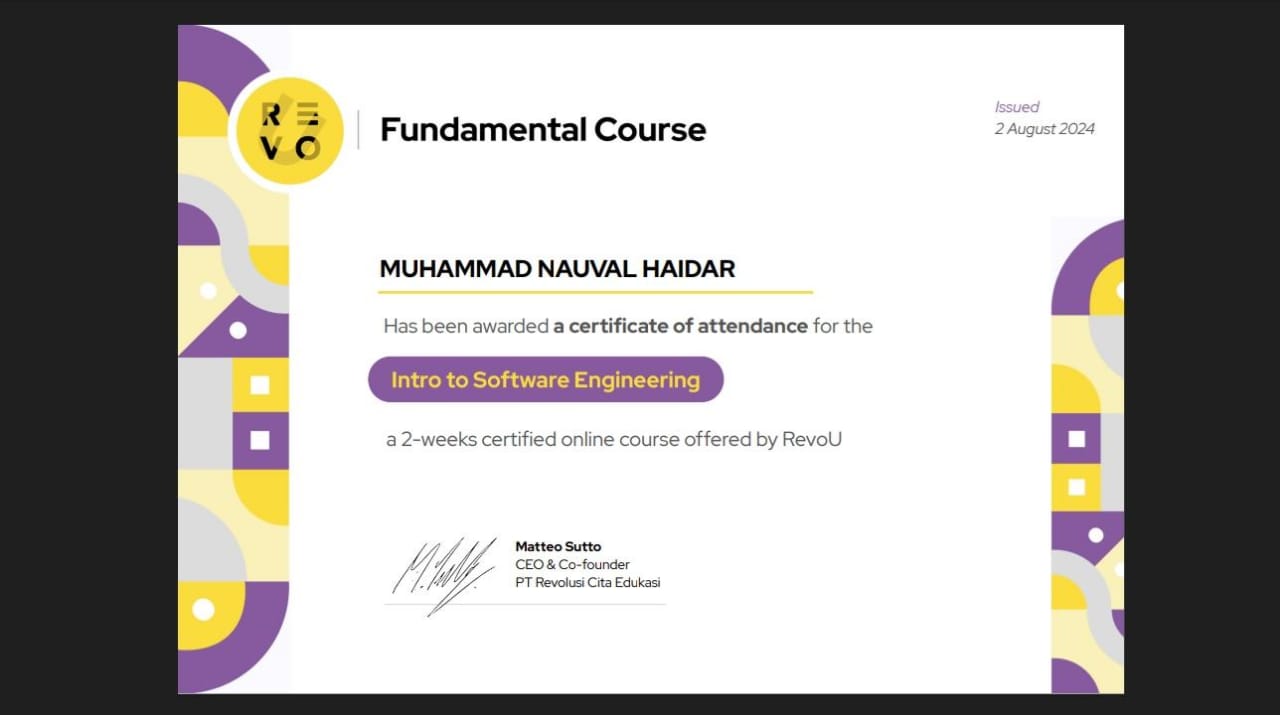 RE
VO
Fundamental Course
Issued
2 August 2024
MUHAMMAD NAUVAL HAIDAR
Has been awarded a certificate of attendance for the
Intro to Software Engineering
a 2-weeks certified online course offered by RevoU
Matteo Sutto
CEO & Co-founder
PT Revolusi Cita Edukasi